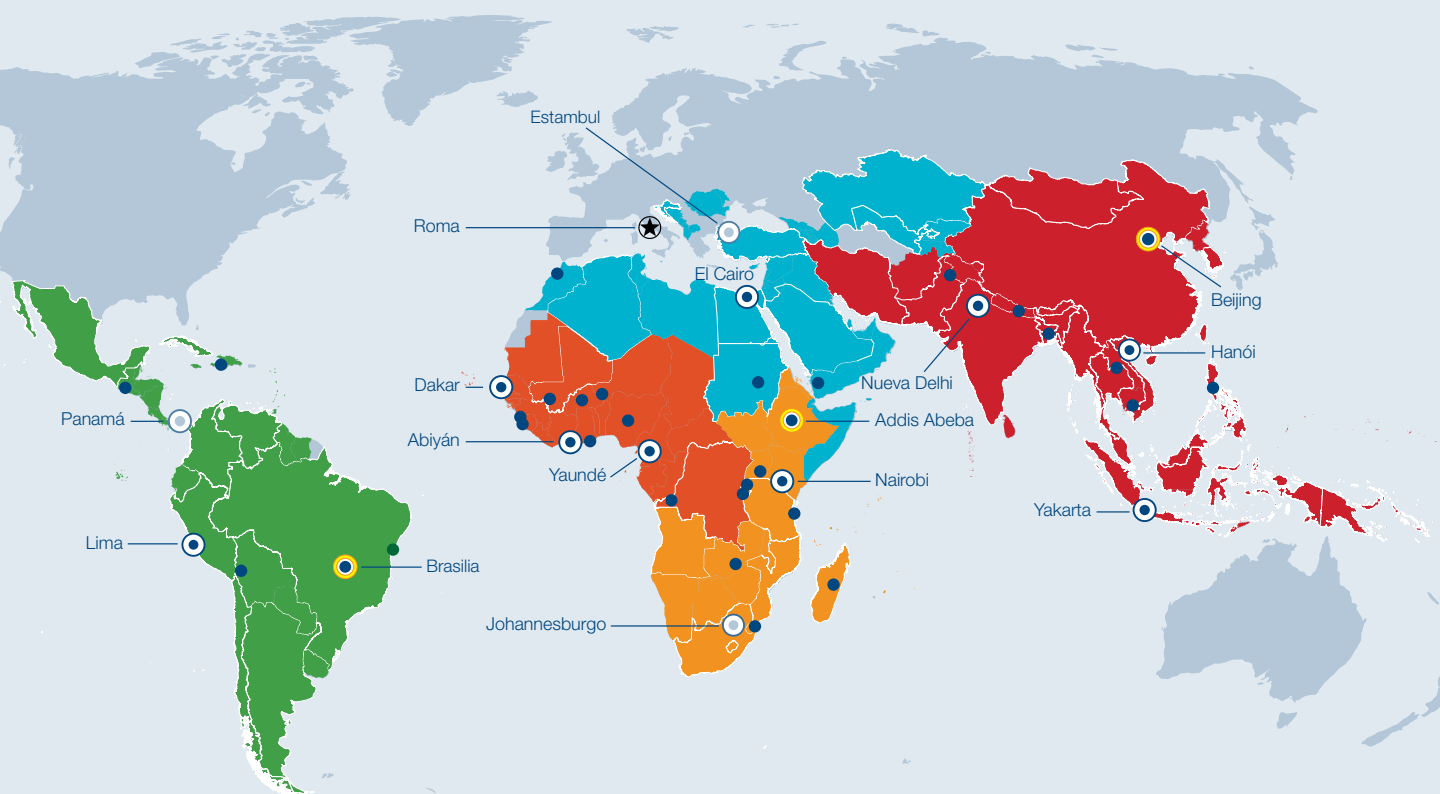 Estambul
Roma
El Cairo
Beijing
Hanói
Dakar
Nueva Delhi
Panamá
Addis Abeba
Abiyán
Yaundé
Nairobi
Yakarta
Lima
Brasilia
Johannesburgo